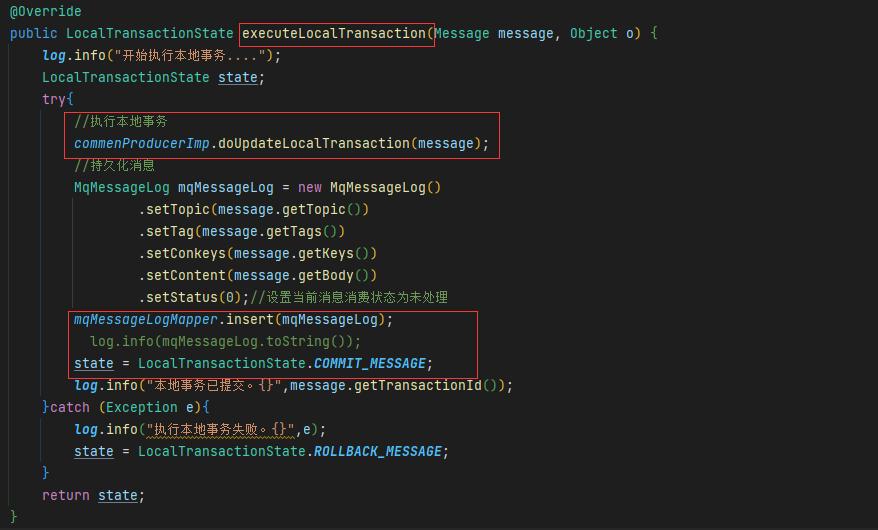 @Override
public LocalTransactionState executeLocalTransaction(Message message, Object o) {
log.info("开始执行本地事务....");
LocalTransactionState state;
try{
//执行本地事务
commenProducerImp.doUpdateLocalTransaction(message);
//持久化消息
MqMessageLog mqMessageLog = new MqMessageLog()
.setTopic(message.getTopic())
.setTag(message.getTags())
.setConkeys(message.getKeys())
.setContent(message.getBody())
.setStatus(0);//设置当前消息消费状态为未处理
mqMessageLogMapper.insert(mqMessageLog);
log.info(mqMessageLog.toString());
state = LocalTransactionState.COMMIT_MESSAGE;
log.info("本地事务已提交。{}",message.getTransactionId());
}catch (Exception e){
log.info("执行本地事务失败。{}",e);
state = LocalTransactionState.ROLLBACK_MESSAGE;
}
return state;
}